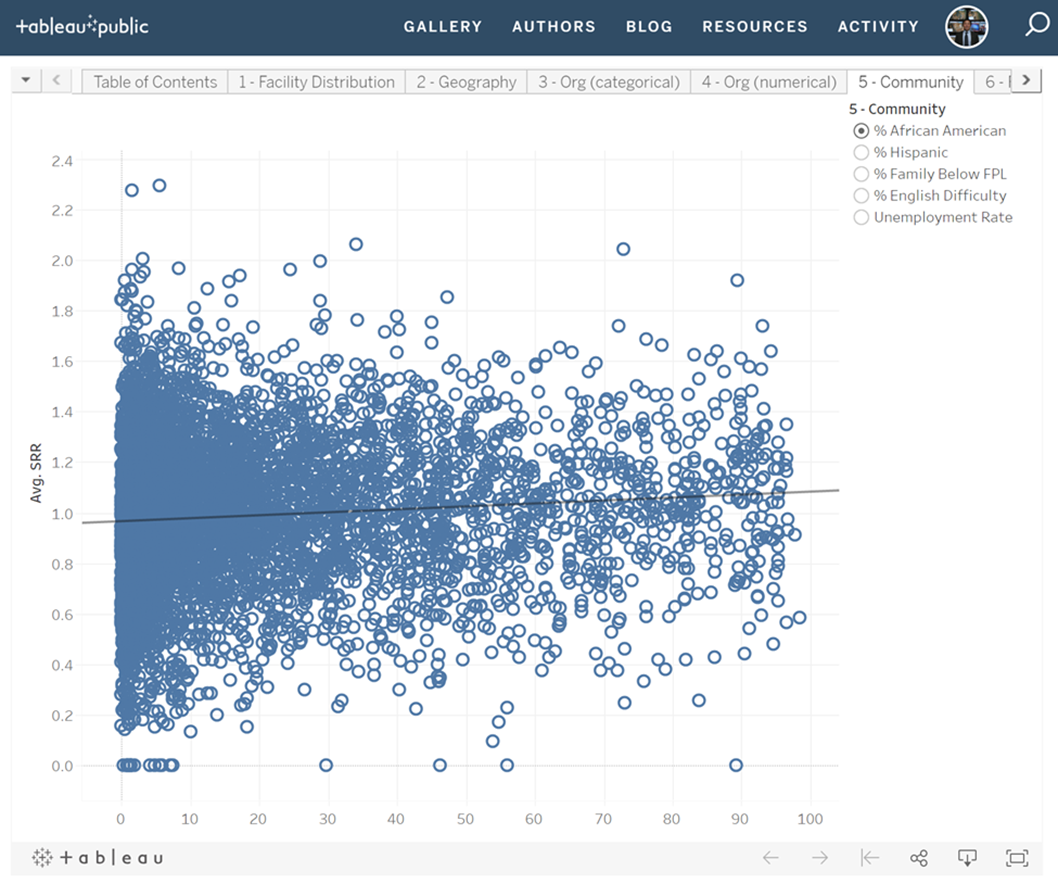 +ableau public
GALLERY AUTHORS BLOG RESOURCES ACTIVITY
Table of Contents 1 - Facility Distribution 2 - Geography 3 - Org (categorical) 4 - Org (numerical) 5 - Community 6 -
5 - Community
% African American
% Hispanic
% Family Below FPL
% English Difficulty
Unemployment Rate
2.4
2.2
2.0
1.8
1.6
1.4
1.2
1.0
0.8
0.6
0.4
0.2
0.0
Avg. SRR
0 10 20 30 40 50 60 70 80 90 100
+ a b l e a u